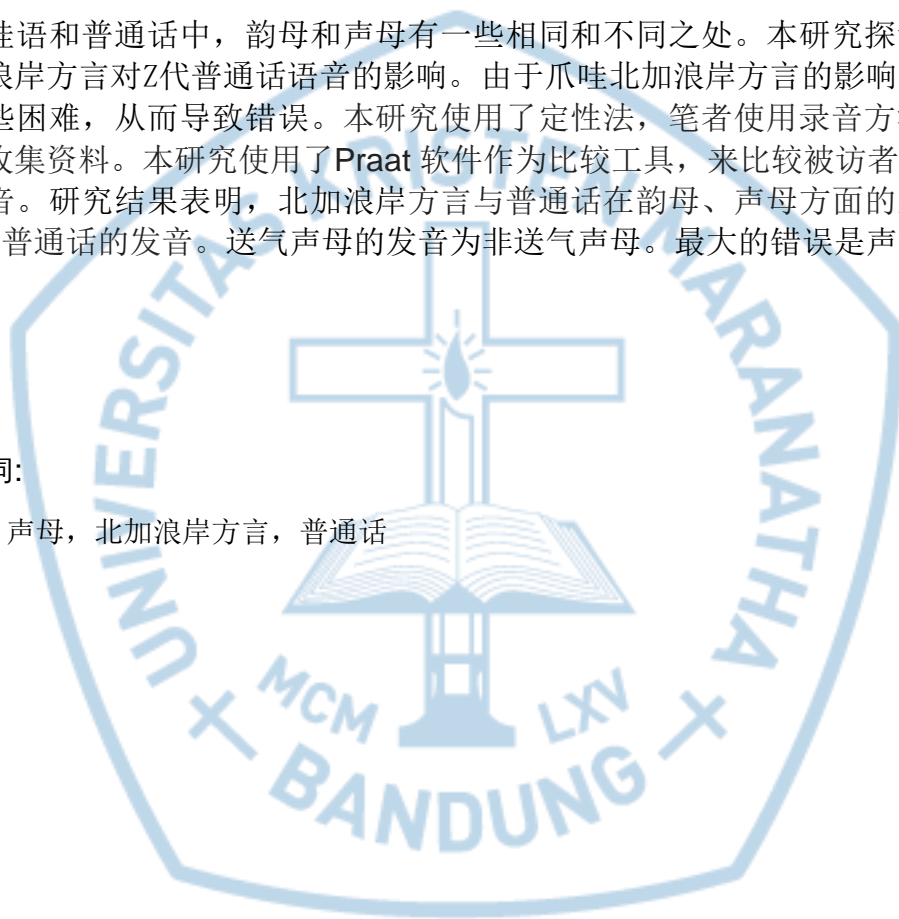 哇语和普通话中，韵母和声母有一些相同和不同之处。本研究探
浪岸方言对Z代普通话语音的影响。由于爪哇北加浪岸方言的影响
些困难，从而导致错误。本研究使用了定性法，笔者使用录音方
收集资料。本研究使用了Praat 软件作为比较工具，来比较被访者
音。研究结果表明，北加浪岸方言与普通话在韵母、声母方面的
普通话的发音。送气声母的发音为非送气声母。最大的错误是声
词:
声母，北加浪岸方言，普通话
UNIVERSITAS KRISTEN MARANATHA
MCM LXV
BANDUNG